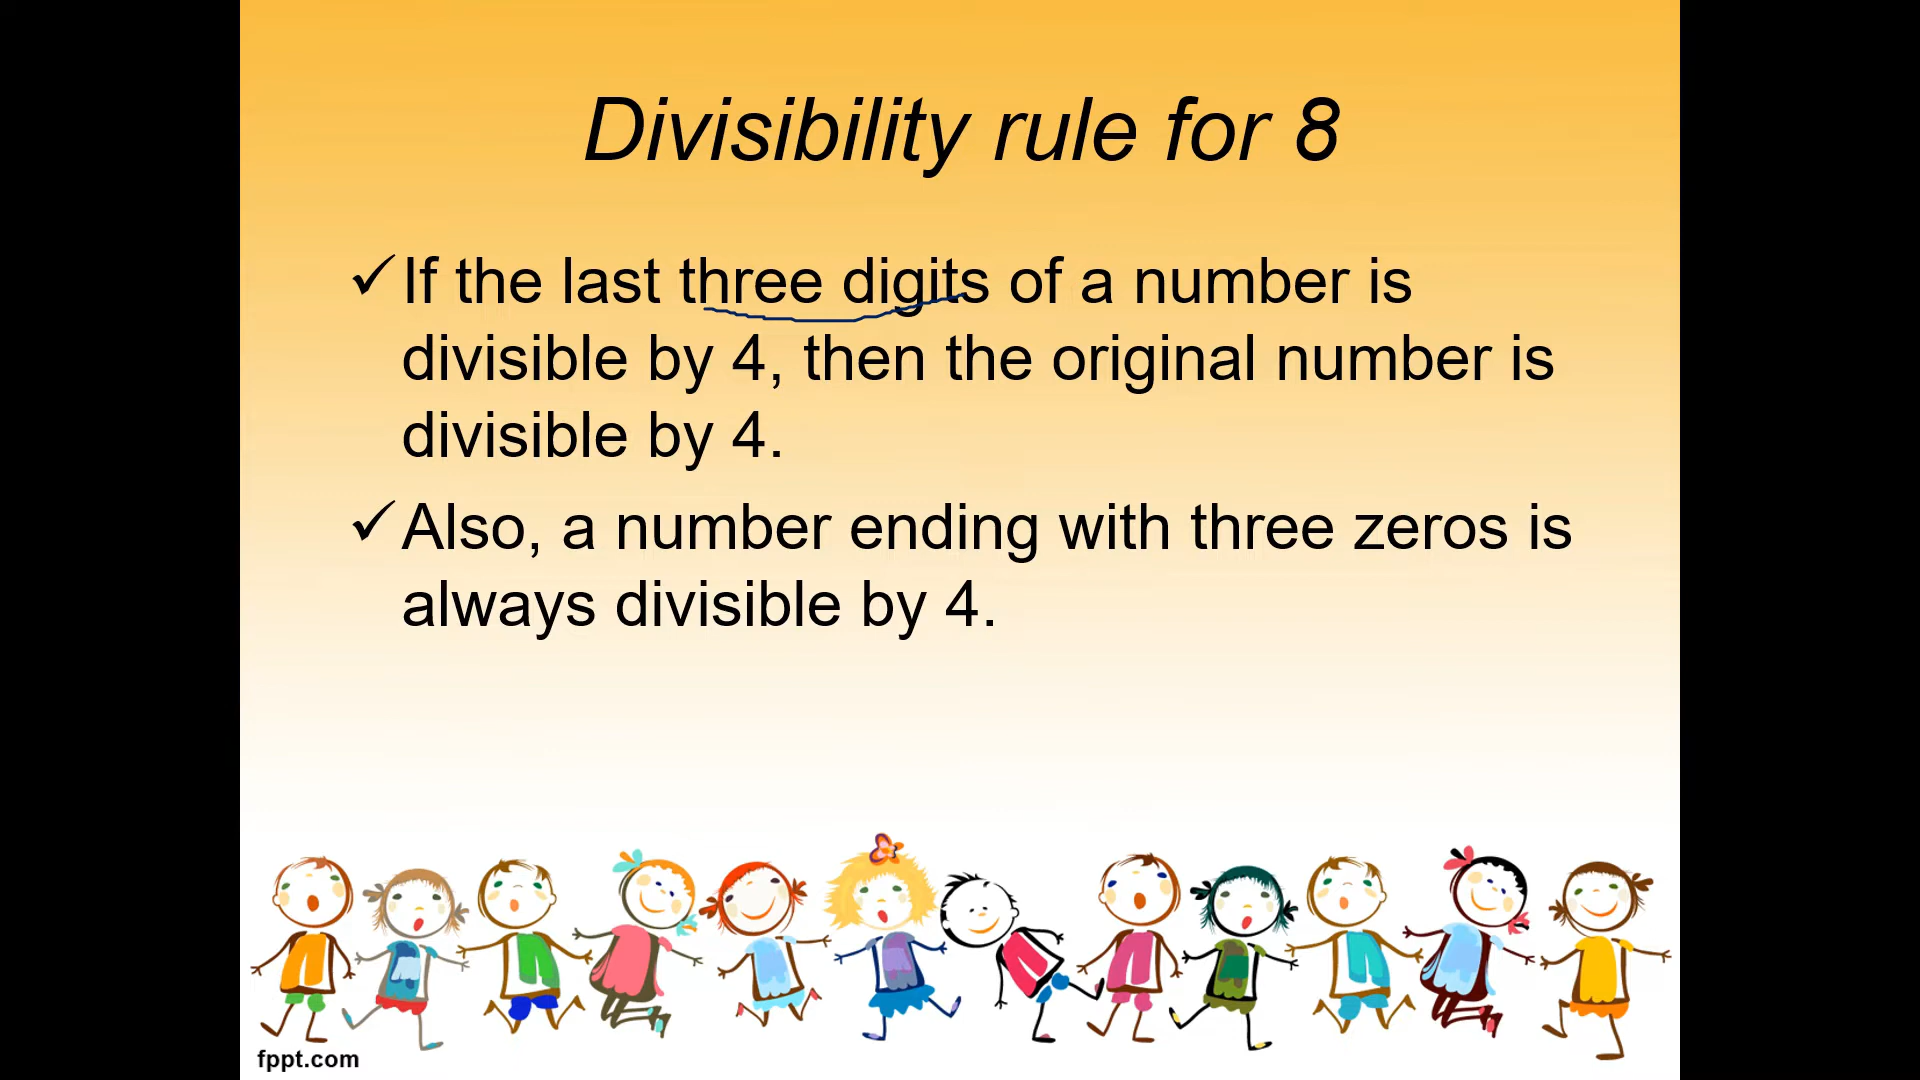 Divisibility rule for 8
✓If the last three digits of a number is
divisible by 4, then the original number is
divisible by 4.
✓Also, a number ending with three zeros is
always divisible by 4.
fppt.com